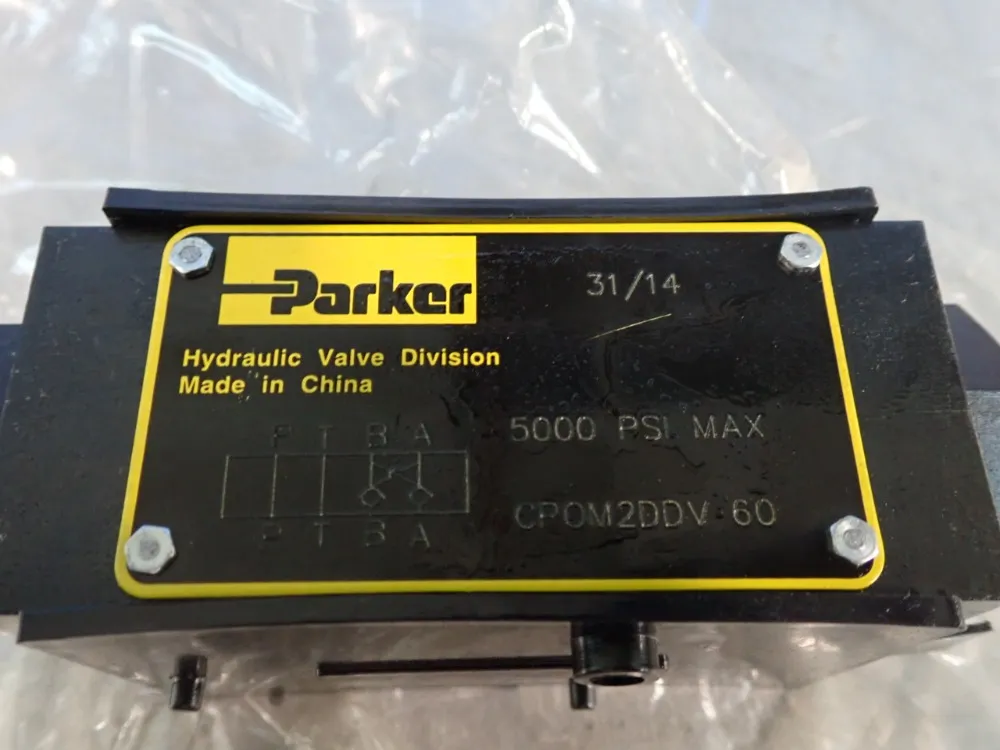 Parker
31/14
Hydraulic Valve Division
Made in China
P T B A
5000 PSI MAX
P T B A
CPOM2DDV 60